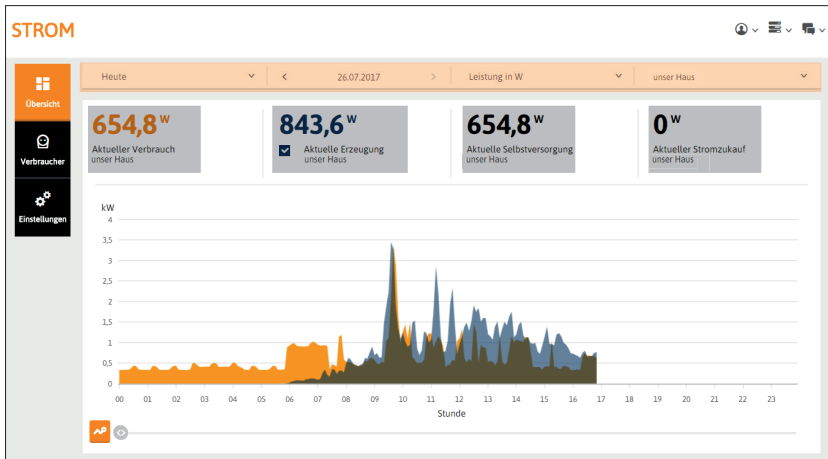 STROM
Heute
26.07.2017
Leistung in W
unser Haus
Übersicht
Verbraucher
Einstellungen
654,8 W
Aktueller Verbrauch
unser Haus
843,6 W
Aktuelle Erzeugung
unser Haus
654,8 W
Aktuelle Selbstversorgung
unser Haus
0 W
Aktueller Stromzukauf
unser Haus
kW
4
3,5
3
2,5
2
1,5
1
0,5
0
00 01 02 03 04 05 06 07 08 09 10 11 12 13 14 15 16 17 18 19 20 21 22 23
Stunde